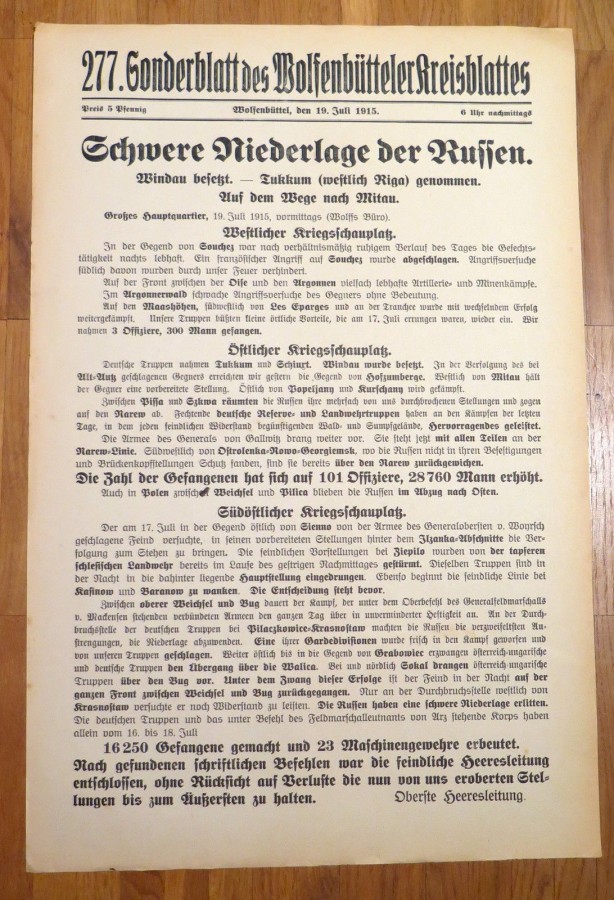 277. Sonderblatt des Wolfenbütteler Kreisblattes
Preis 5 Pfennig Wolfenbüttel, den 19. Juli 1915. 6 Uhr nachmittags
Schwere Niederlage der Russen.
Windau besetzt. — Tukkum (westlich Riga) genommen.
Auf dem Wege nach Mitau.
Großes Hauptquartier, 19. Juli 1915, vormittags (Wolffs Büro).
Westlicher Kriegsschauplatz.
In der Gegend von Souchez war nach verhältnismäßig ruhigem Verlauf des Tages die Gefechts-
tätigkeit nachts lebhaft. Ein französischer Angriff auf Souchez wurde abgeschlagen. Angriffsversuche
südlich davon wurden durch unser Feuer verhindert.
Auf der Front zwischen der Oise und den Argonnen vielfach lebhafte Artillerie- und Minenkämpfe.
Im Argonnerwald schwache Angriffsversuche des Gegners ohne Bedeutung.
Auf den Maashöhen, südwestlich von Les Eparges und an der Tranchee wurde mit wechselndem Erfolg
weitergekämpft. Unsere Truppen büßten kleine örtliche Vorteile, die am 17. Juli errungen waren, wieder ein. Wir
nahmen 3 Offiziere, 300 Mann gefangen.
Östlicher Kriegsschauplatz.
Deutsche Truppen nahmen Tukkum und Schiurt. Windau wurde besetzt. In der Verfolgung des bei
Alt-Autz geschlagenen Gegners erreichten wir gestern die Gegend von Hofzumberge. Westlich von Mitau hält
der Gegner eine vorbereitete Stellung. Östlich von Popeljany und Kurschany wird gekämpft.
Zwischen Pissa und Szkwa räumten die Russen ihre mehrfach von uns durchbrochenen Stellungen und zogen
auf den Narew ab. Fechtende deutsche Reserve- und Landwehrtruppen haben an den Kämpfen der letzten
Tage, in dem jeden feindlichen Widerstand begünstigenden Wald- und Sumpfgelände, Hervorragendes geleistet.
Die Armee des Generals von Gallwitz drang weiter vor. Sie steht jetzt mit allen Teilen an der
Narew-Linie. Südwestlich von Ostrolenka-Nowo-Georgiewsk, wo die Russen nicht in ihren Befestigungen
und Brückenkopfstellungen Schutz fanden, sind sie bereits über den Narew zurückgewichen.
Die Zahl der Gefangenen hat sich auf 101 Offiziere, 28760 Mann erhöht.
Auch in Polen zwischen Weichsel und Pilica blieben die Russen im Abzug nach Osten.
Südöstlicher Kriegsschauplatz.
Der am 17. Juli in der Gegend östlich von Sienno von der Armee des Generalobersten v. Woyrsch
geschlagene Feind versuchte, in seinen vorbereiteten Stellungen hinter dem Ilzanka-Abschnitte die Ver-
folgung zum Stehen zu bringen. Die feindlichen Vorstellungen bei Ziepilo wurden von der tapferen
schlesischen Landwehr bereits im Laufe des gestrigen Nachmittages gestürmt. Dieselben Truppen sind in
der Nacht in die dahinter liegende Hauptstellung eingedrungen. Ebenso beginnt die feindliche Linie bei
Kasinow und Baranow zu wanken. Die Entscheidung steht bevor.
Zwischen oberer Weichsel und Bug dauert der Kampf, der unter dem Oberbefehl des Generalfeldmarschalls
v. Mackensen stehenden verbündeten Armeen den ganzen Tag über in unverminderter Heftigkeit an. An der Durch-
bruchsstelle der deutschen Truppen bei Pilaczkowice-Krasnostaw machten die Russen die verzweifeltsten An-
strengungen, die Niederlage abzuwenden. Eine ihrer Gardedivisionen wurde frisch in den Kampf geworfen und
von unseren Truppen geschlagen. Weiter östlich bis in die Gegend von Grabowiec erzwangen österreich-ungarische
und deutsche Truppen den Übergang über die Wolica. Bei und nördlich Sokal drangen österreich-ungarische
Truppen über den Bug vor. Unter dem Zwang dieser Erfolge ist der Feind in der Nacht auf der
ganzen Front zwischen Weichsel und Bug zurückgegangen. Nur an der Durchbruchstelle westlich von
Krasnostaw versuchte er noch Widerstand zu leisten. Die Russen haben eine schwere Niederlage erlitten.
Die deutschen Truppen und das unter Befehl des Feldmarschalleutnants von Arz stehende Korps haben
allein vom 16. bis 18. Juli
16250 Gefangene gemacht und 23 Maschinengewehre erbeutet.
Nach gefundenen schriftlichen Befehlen war die feindliche Heeresleitung
entschlossen, ohne Rücksicht auf Verluste die nun von uns eroberten Stel-
lungen bis zum Äußersten zu halten. Oberste Heeresleitung.